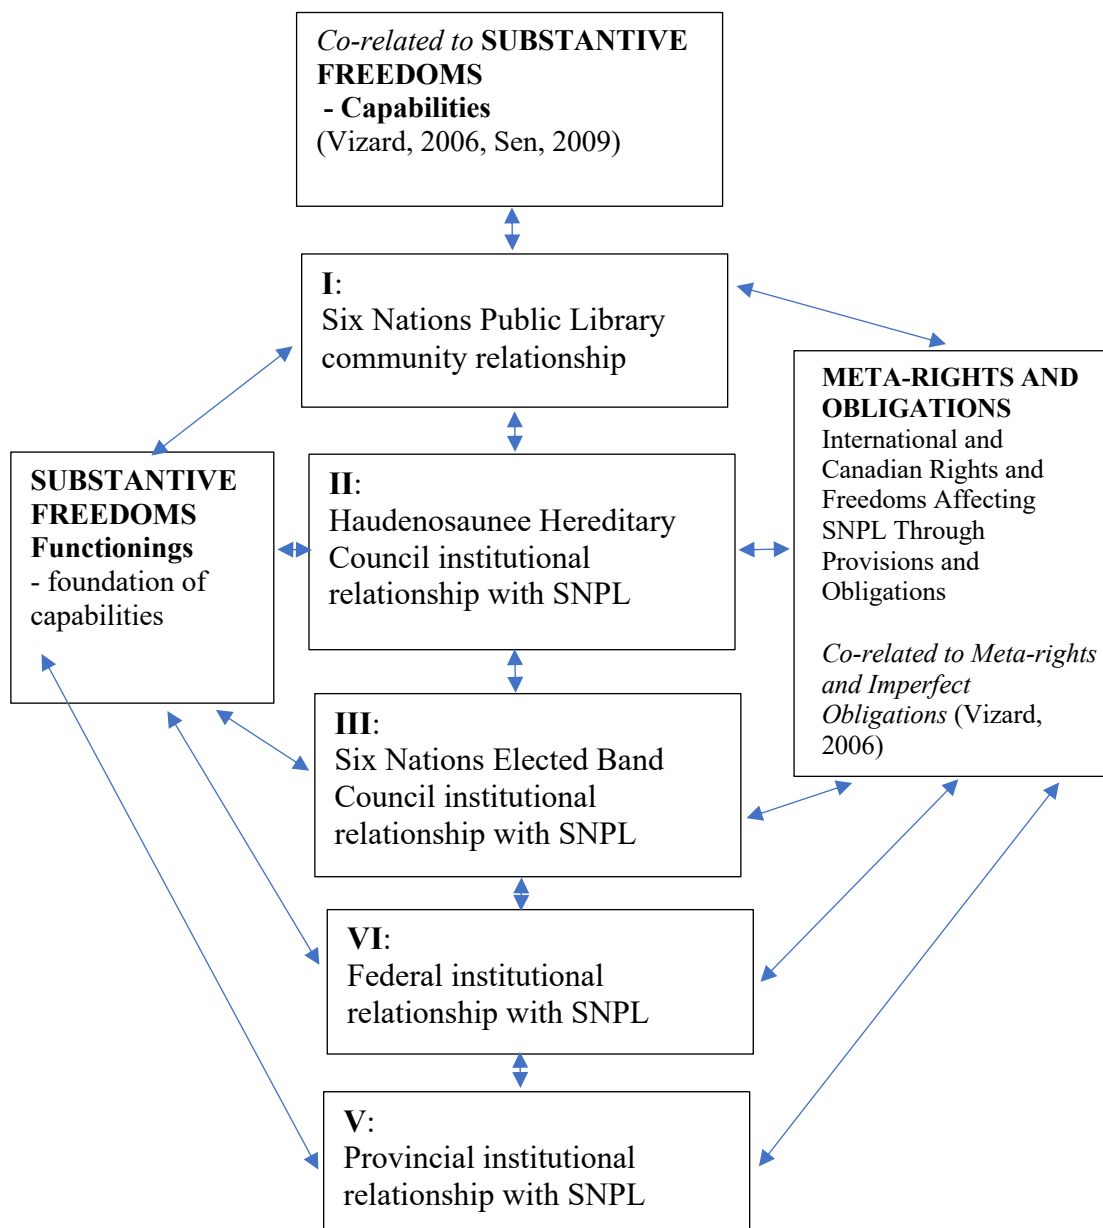 Co-related to SUBSTANTIVE
FREEDOMS
- Capabilities
(Vizard, 2006, Sen, 2009)
I:
Six Nations Public Library
community relationship
META-RIGHTS AND
OBLIGATIONS
International and
Canadian Rights and
Freedoms Affecting
SNPL Through
Provisions and
Obligations
Co-related to Meta-rights
and Imperfect
Obligations (Vizard,
2006)
SUBSTANTIVE
FREEDOMS
Functionings
- foundation of
capabilities
II:
Haudenosaunee Hereditary
Council institutional
relationship with SNPL
III:
Six Nations Elected Band
Council institutional
relationship with SNPL
VI:
Federal institutional
relationship with SNPL
V:
Provincial institutional
relationship with SNPL